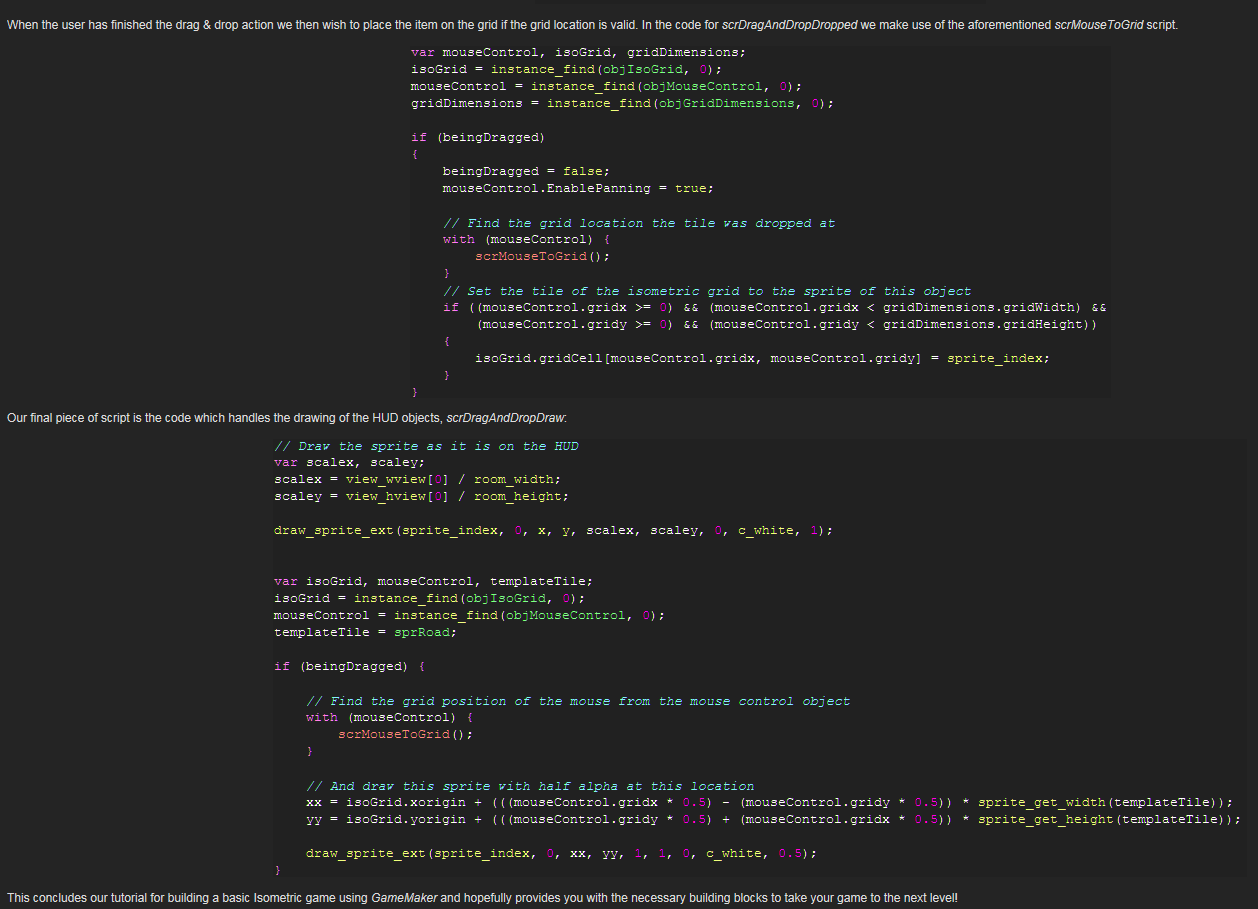 When the user has finished the drag & drop action we then wish to place the item on the grid if the grid location is valid. In the code for scrDragAndDropDropped we make use of the aforementioned scrMouseToGrid script.
var mouseControl, isoGrid, gridDimensions;
isoGrid = instance_find(objIsoGrid, 0);
mouseControl = instance_find(objMouseControl, 0);
gridDimensions = instance_find(objGridDimensions, 0);
if (beingDragged)
{
beingDragged = false;
mouseControl.EnablePanning = true;
// Find the grid location the tile was dropped at
with (mouseControl) {
scrMouseToGrid();
}
// Set the tile of the isometric grid to the sprite of this object
if ((mouseControl.gridx >= 0) && (mouseControl.gridx < gridDimensions.gridWidth) &&
(mouseControl.gridy >= 0) && (mouseControl.gridy < gridDimensions.gridHeight))
{
isoGrid.gridCell[mouseControl.gridx, mouseControl.gridy] = sprite_index;
}
}
Our final piece of script is the code which handles the drawing of the HUD objects, scrDragAndDropDraw:
// Draw the sprite as it is on the HUD
var scalex, scaley;
scalex = view_wview[0] / room_width;
scaley = view_hview[0] / room_height;
draw_sprite_ext(sprite_index, 0, x, y, scalex, scaley, 0, c_white, 1);
var isoGrid, mouseControl, templateTile;
isoGrid = instance_find(objIsoGrid, 0);
mouseControl = instance_find(objMouseControl, 0);
templateTile = sprRoad;
if (beingDragged) {
// Find the grid position of the mouse from the mouse control object
with (mouseControl) {
scrMouseToGrid();
}
// And draw this sprite with half alpha at this location
xx = isoGrid.xorigin + (((mouseControl.gridx * 0.5) - (mouseControl.gridy * 0.5)) * sprite_get_width(templateTile));
yy = isoGrid.yorigin + (((mouseControl.gridy * 0.5) + (mouseControl.gridx * 0.5)) * sprite_get_height(templateTile));
draw_sprite_ext(sprite_index, 0, xx, yy, 1, 1, 0, c_white, 0.5);
}
This concludes our tutorial for building a basic Isometric game using GameMaker and hopefully provides you with the necessary building blocks to take your game to the next level!